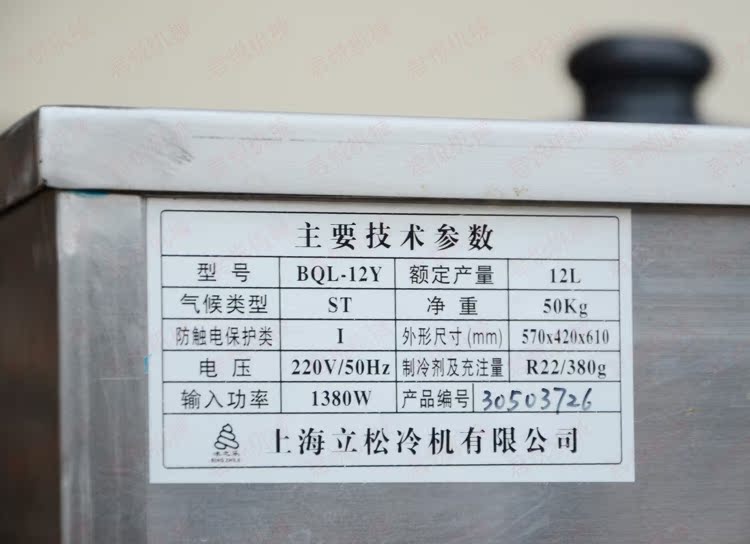 主要技术参数
型号 BQL-12Y 额定产量 12L
气候类型 ST 净重 50Kg
防触电保护类 I 外形尺寸(mm) 570x420x610
电压 220V/50Hz 制冷剂及充注量 R22/380g
输入功率 1380W 产品编号 30503726
冰之乐
上海立松冷机有限公司